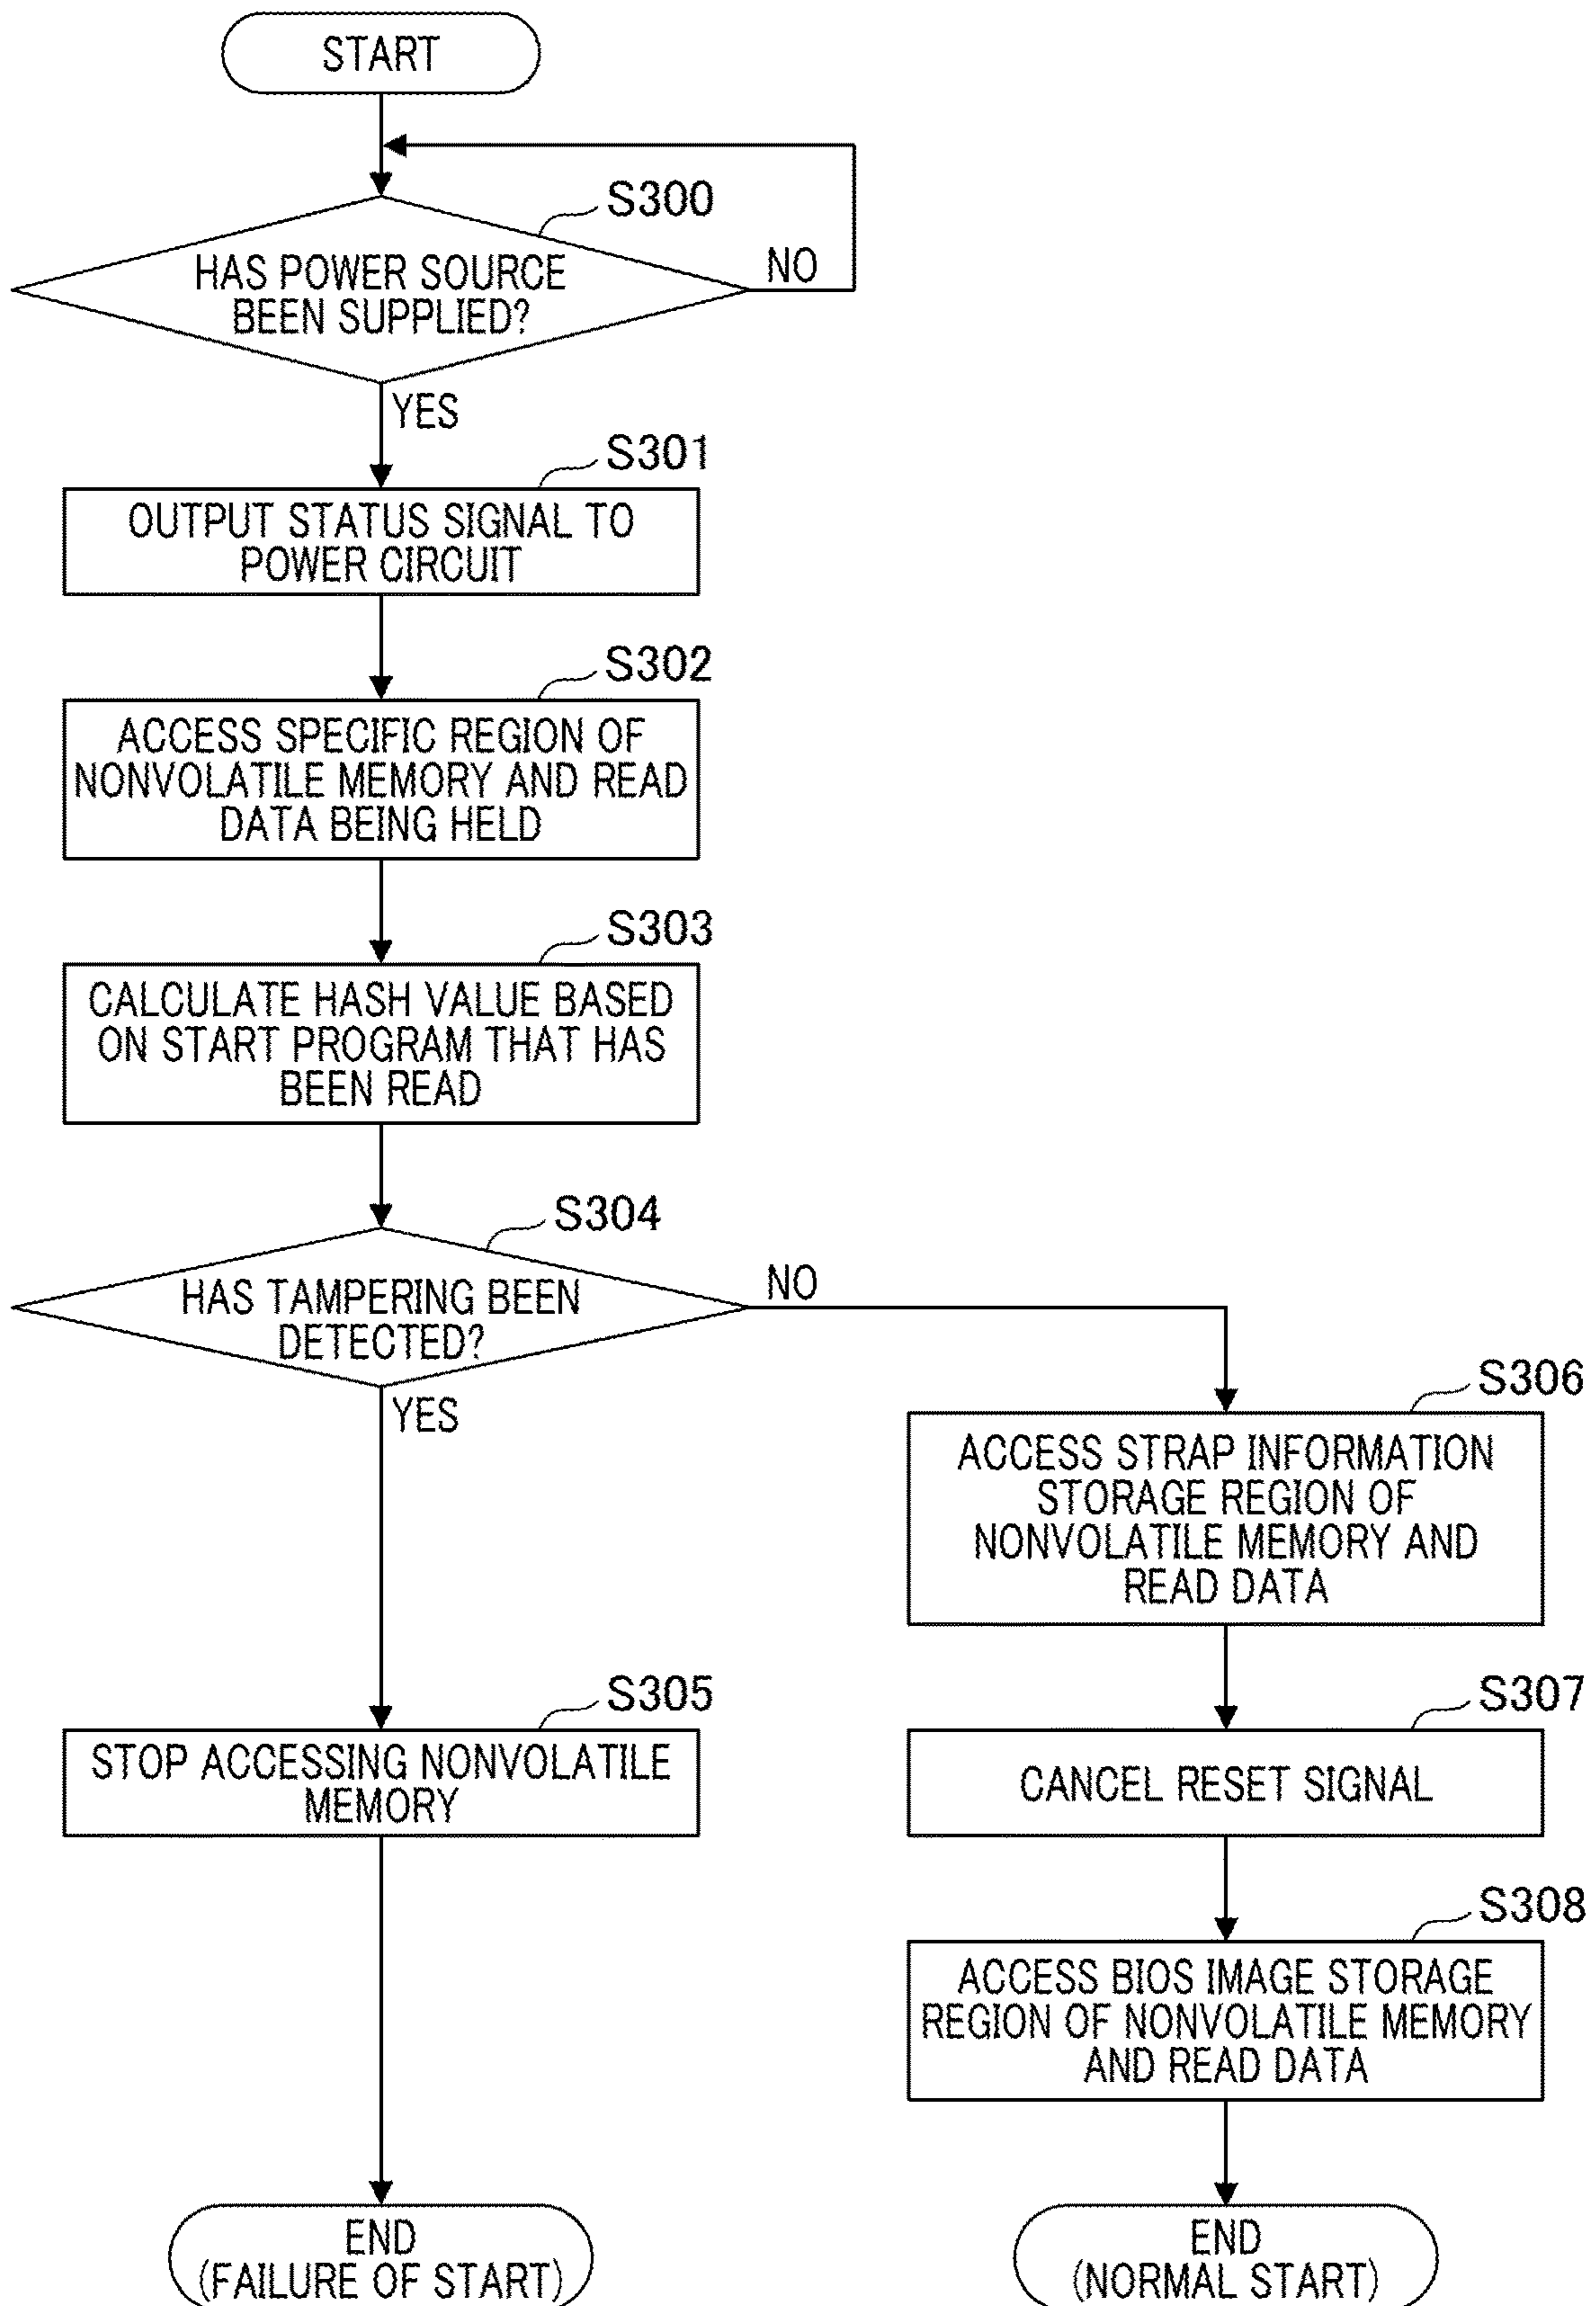 START
S300
HAS POWER SOURCE
BEEN SUPPLIED?
NO
YES
S301
OUTPUT STATUS SIGNAL TO
POWER CIRCUIT
S302
ACCESS SPECIFIC REGION OF
NONVOLATILE MEMORY AND READ
DATA BEING HELD
S303
CALCULATE HASH VALUE BASED
ON START PROGRAM THAT HAS
BEEN READ
S304
HAS TAMPERING BEEN
DETECTED?
NO
YES
S305
STOP ACCESSING NONVOLATILE
MEMORY
END
(FAILURE OF START)
S306
ACCESS STRAP INFORMATION
STORAGE REGION OF
NONVOLATILE MEMORY AND
READ DATA
S307
CANCEL RESET SIGNAL
S308
ACCESS BIOS IMAGE STORAGE
REGION OF NONVOLATILE MEMORY
AND READ DATA
END
(NORMAL START)